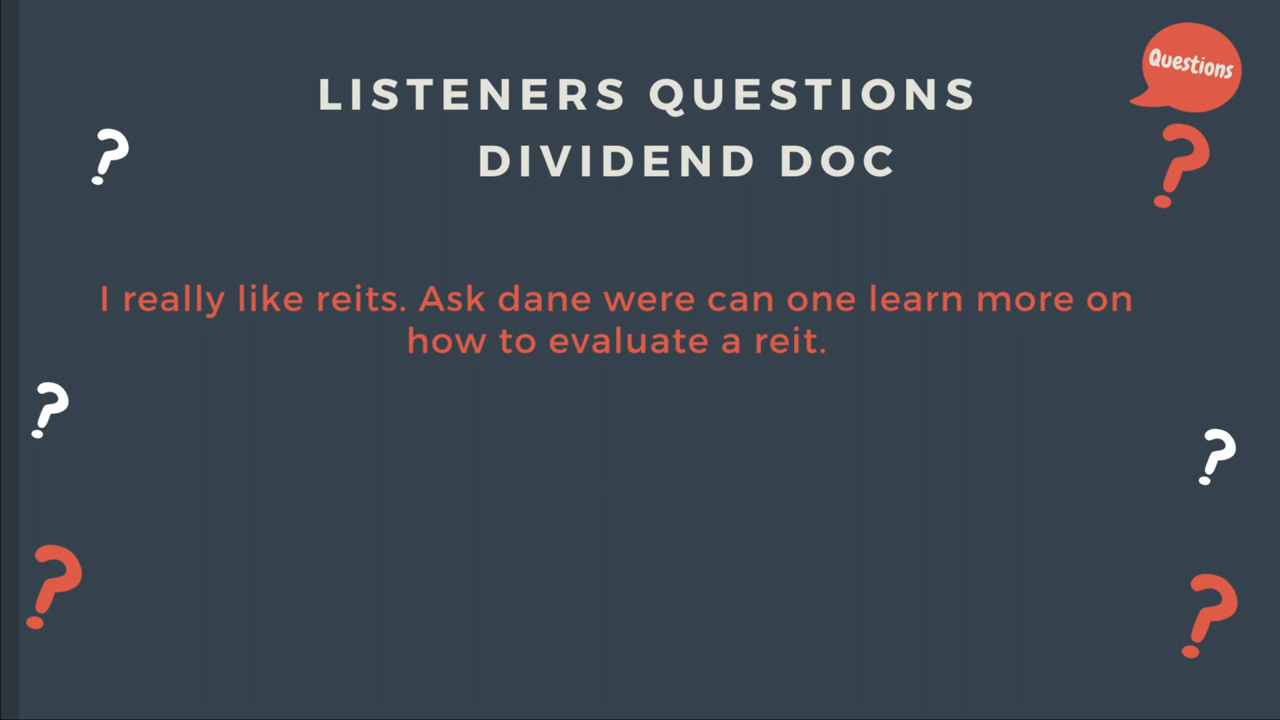 Questions
LISTENERS QUESTIONS
DIVIDEND DOC
I really like reits. Ask dane were can one learn more on
how to evaluate a reit.